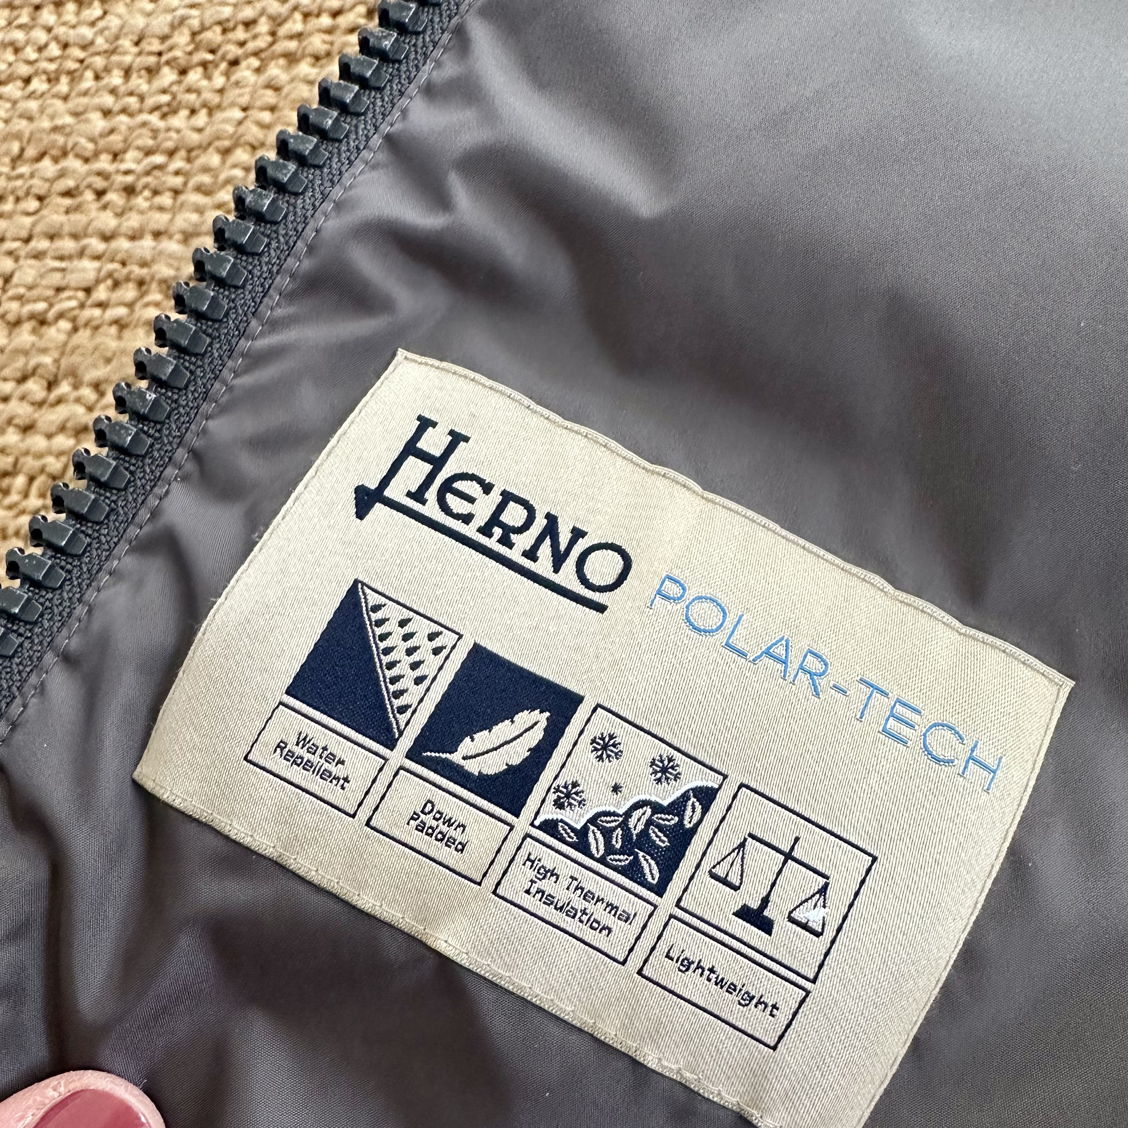 HERNO
POLAR-TECH
Water
Repellent
Down
Padded
High Thermal
Insulation
Lightweight